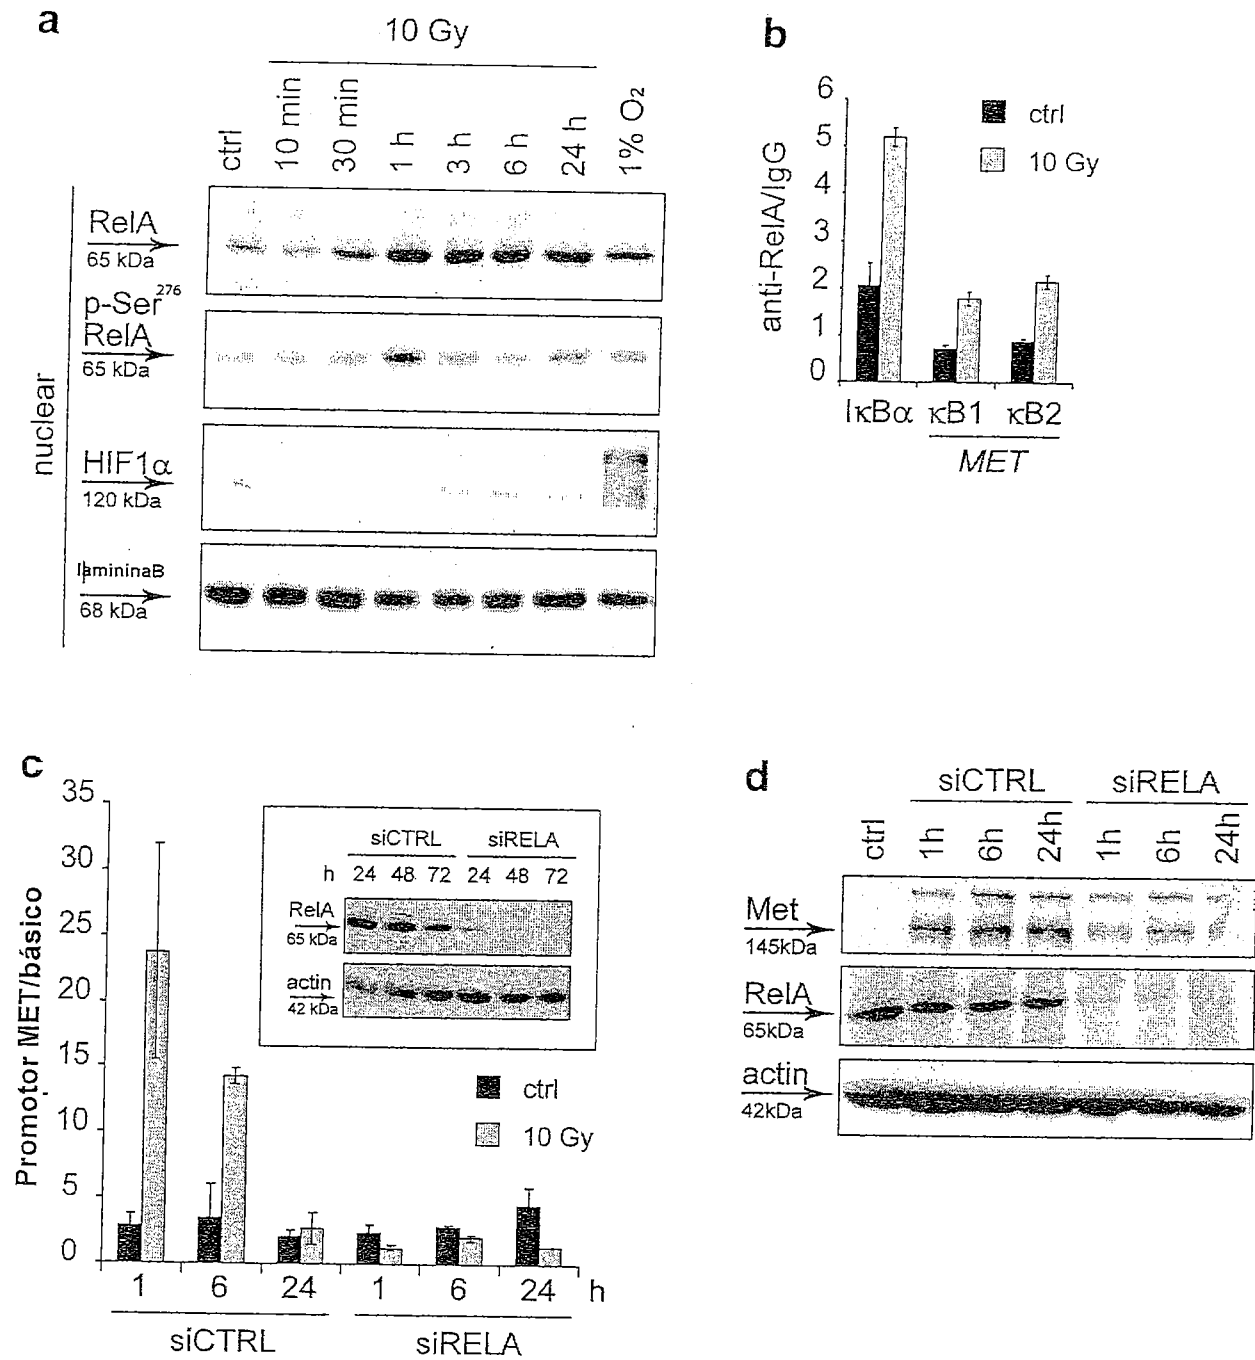 a
10 Gy
ctrl
10 min
30 min
1 h
3 h
6 h
24 h
1% O₂
nuclear
RelA
65 kDa
p-Ser²⁷⁶
RelA
65 kDa
HIF1α
120 kDa
lamininaB
68 kDa
b
anti-RelA/IgG
6
5
4
3
2
1
0
ctrl
10 Gy
IκBα κB1 κB2
MET
c
Promotor MET/básico
35
30
25
20
15
10
5
0
siCTRL siRELA
h 24 48 72 24 48 72
RelA
65 kDa
actin
42 kDa
ctrl
10 Gy
1 6 24 1 6 24 h
siCTRL siRELA
d
siCTRL siRELA
ctrl 1h 6h 24h 1h 6h 24h
Met
145kDa
RelA
65kDa
actin
42kDa